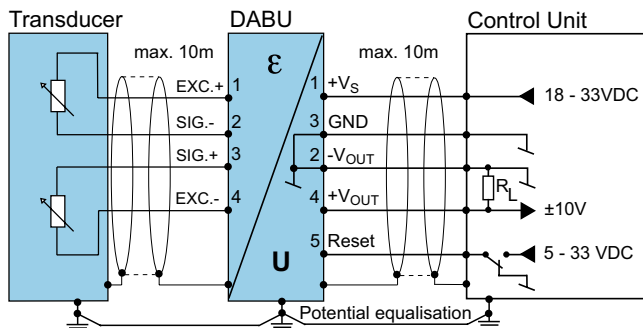 Transducer DABU Control Unit
max. 10m max. 10m
ε
EXC.+ 1 1 +VS 18 - 33VDC
3 GND
SIG.- 2
SIG.+ 3 2 -VOUT
RL
EXC.- 4 4 +VOUT ±10V
U 5 Reset 5 - 33 VDC
Potential equalisation